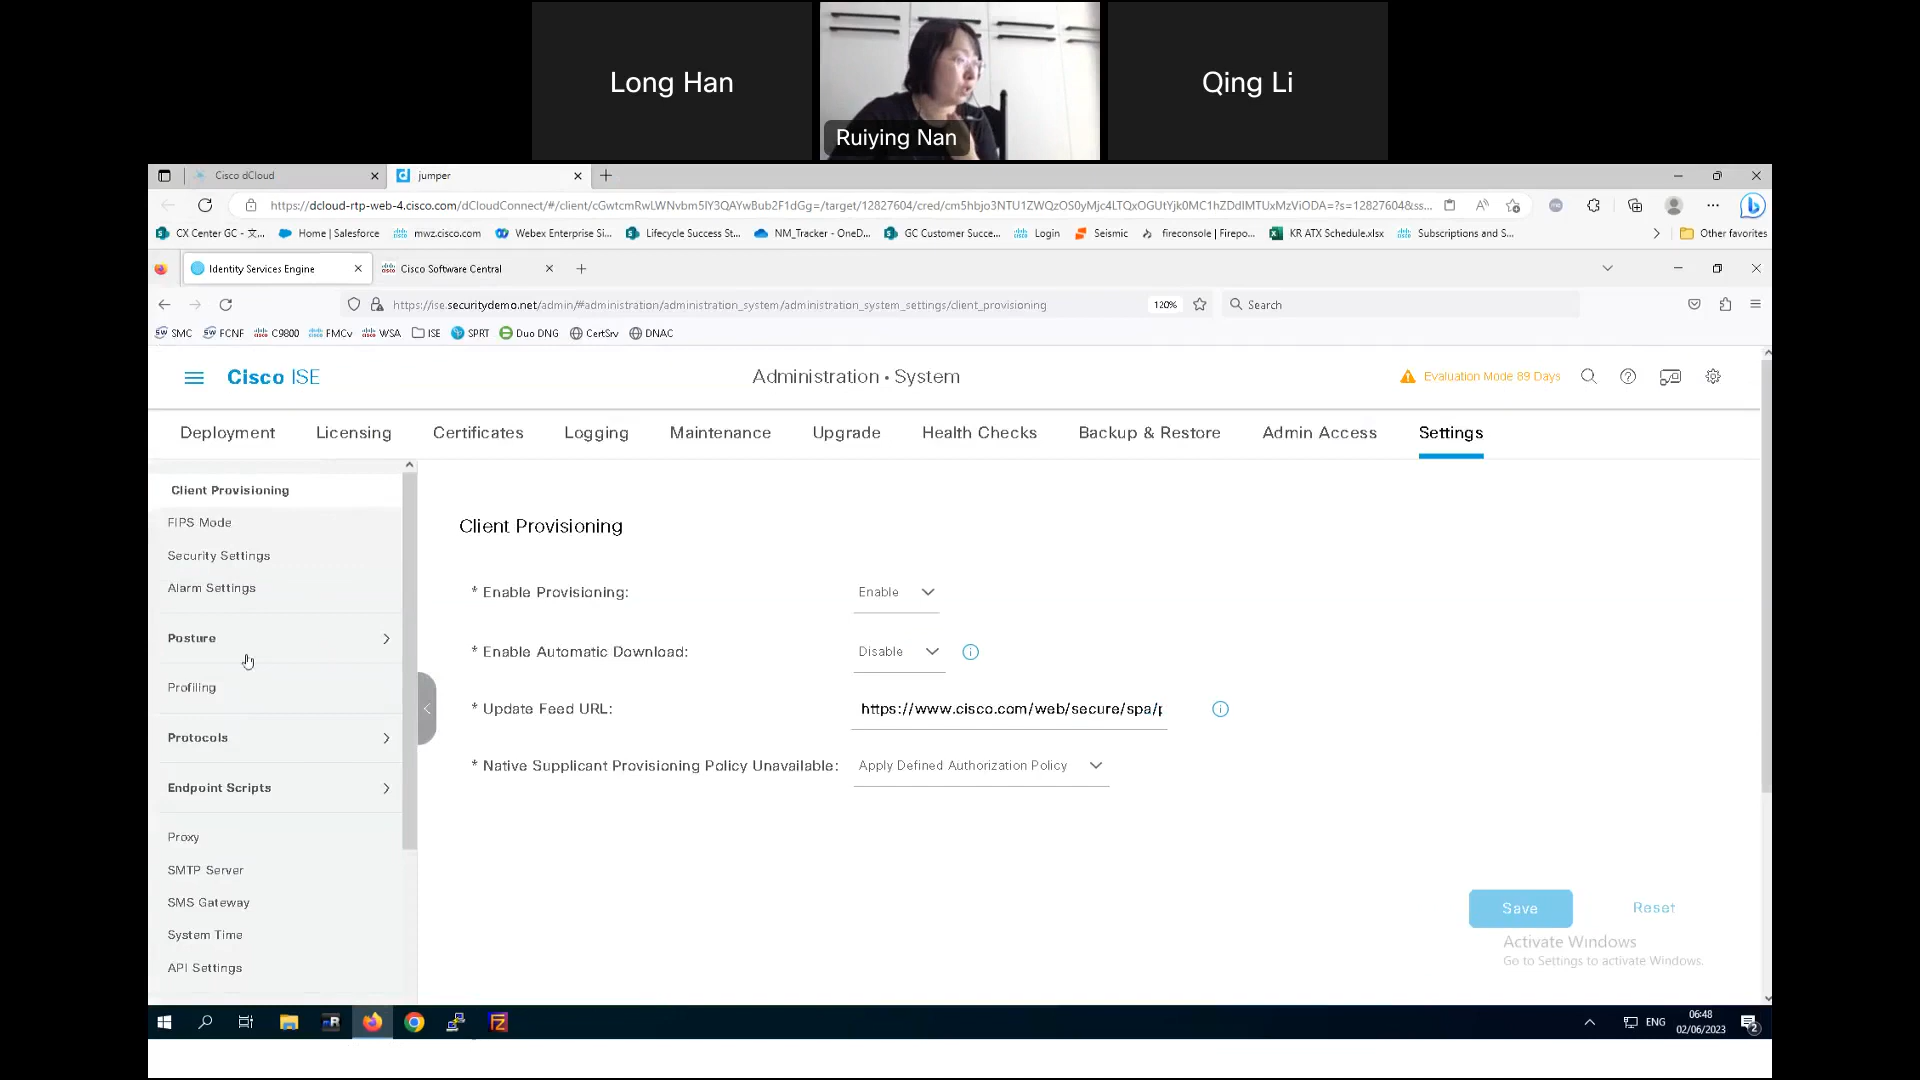 Long Han
Ruiying Nan
Qing Li
Cisco dCloud
jumper
https://dcloud-rtp-web-4.cisco.com/dCloudConnect/#/client/
CX Center GC - 文...
Home | Salesforce
mwz.cisco.com
Webex Enterprise Si...
Lifecycle Success St...
NM_Tracker - OneD...
GC Customer Succe...
Login
Seismic
fireconsole | Firepo...
KR ATX Schedule.xlsx
Subscriptions and S...
Other favorites
Identity Services Engine
Cisco Software Central
https://ise.securitydemo.net/admin/#administration/administration_system/administration_system_settings/client_provisioning
120%
Search
SMC
FCNF
C9800
FMCv
WSA
ISE
SPRT
Duo DNG
CertSrv
DNAC
Cisco ISE
Administration • System
Evaluation Mode 89 Days
Deployment
Licensing
Certificates
Logging
Maintenance
Upgrade
Health Checks
Backup & Restore
Admin Access
Settings
Client Provisioning
FIPS Mode
Security Settings
Alarm Settings
Posture
Profiling
Protocols
Endpoint Scripts
Proxy
SMTP Server
SMS Gateway
System Time
API Settings
Client Provisioning
* Enable Provisioning:
Enable
* Enable Automatic Download:
Disable
* Update Feed URL:
https://www.cisco.com/web/secure/spa/p
* Native Supplicant Provisioning Policy Unavailable:
Apply Defined Authorization Policy
Save
Reset
Activate Windows
Go to Settings to activate Windows.
ENG
06:48
02/06/2023
2